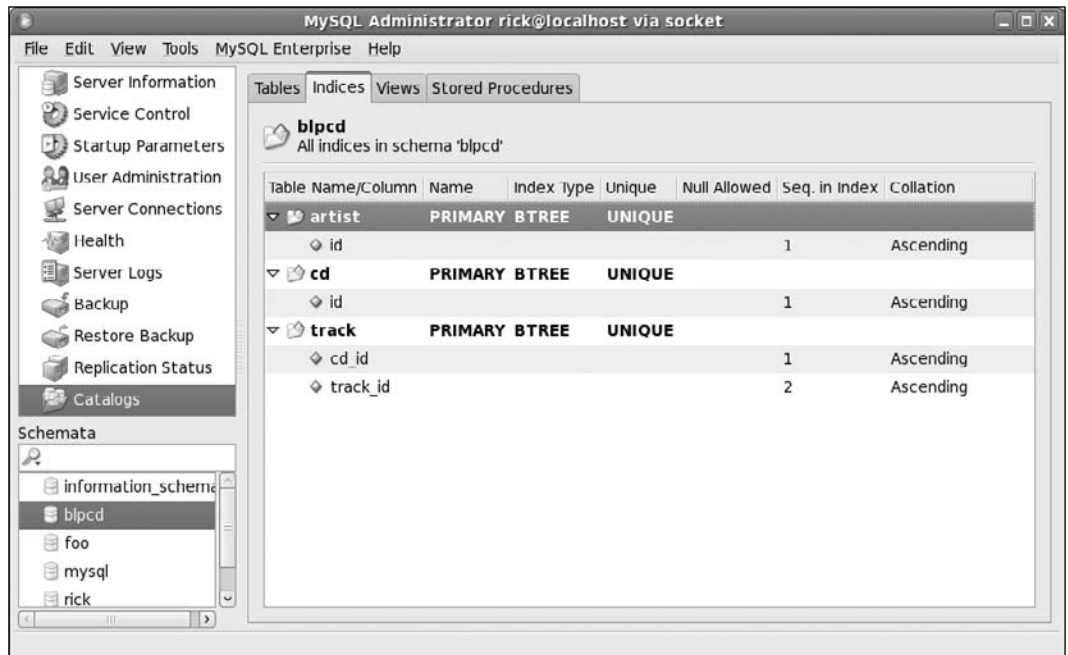 MySQL Administrator rick@localhost via socket
File Edit View Tools MySQL Enterprise Help
Server Information
Service Control
Startup Parameters
User Administration
Server Connections
Health
Server Logs
Backup
Restore Backup
Replication Status
Catalogs
Schemata
information_schema
blpcd
foo
mysql
rick
Tables Indices Views Stored Procedures
blpcd
All indices in schema 'blpcd'
Table Name/Column Name Index Type Unique Null Allowed Seq. in Index Collation
artist PRIMARY BTREE UNIQUE
id 1 Ascending
cd PRIMARY BTREE UNIQUE
id 1 Ascending
track PRIMARY BTREE UNIQUE
cd_id 1 Ascending
track_id 2 Ascending